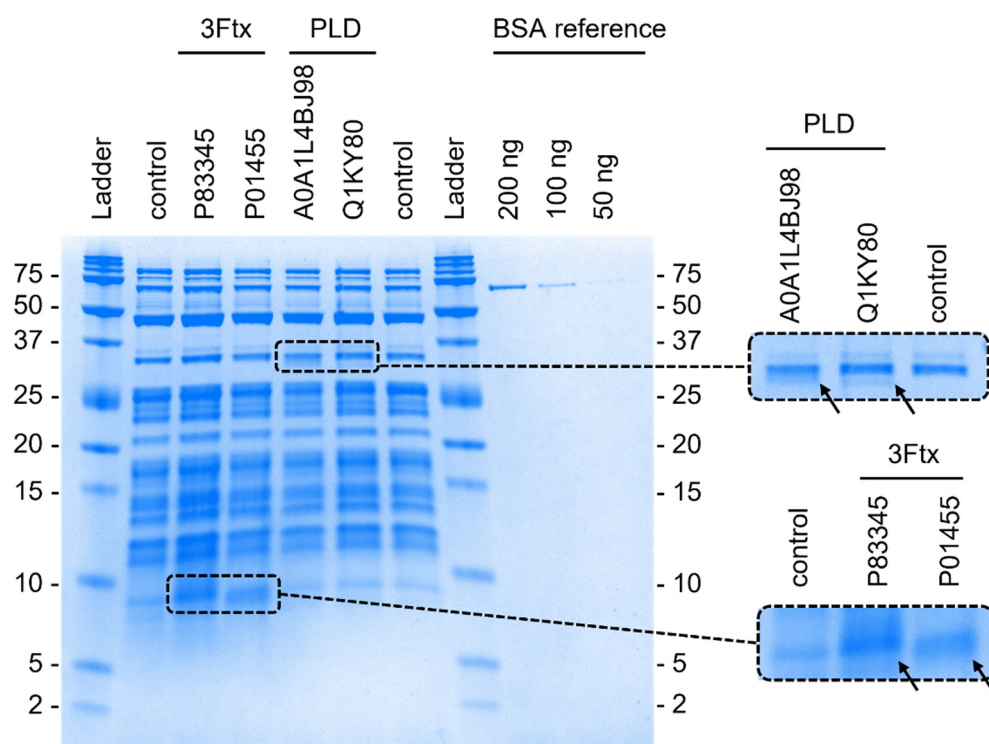 3Ftx PLD BSA reference
Ladder control P83345 P01455 A0A1L4BJ98 Q1KY80 control Ladder 200 ng 100 ng 50 ng
75 - - 75
50 - - 50
37 - - 37
25 - - 25
20 - - 20
15 - - 15
10 - - 10
5 - - 5
2 - - 2
PLD
A0A1L4BJ98 Q1KY80 control
3Ftx
control P83345 P01455